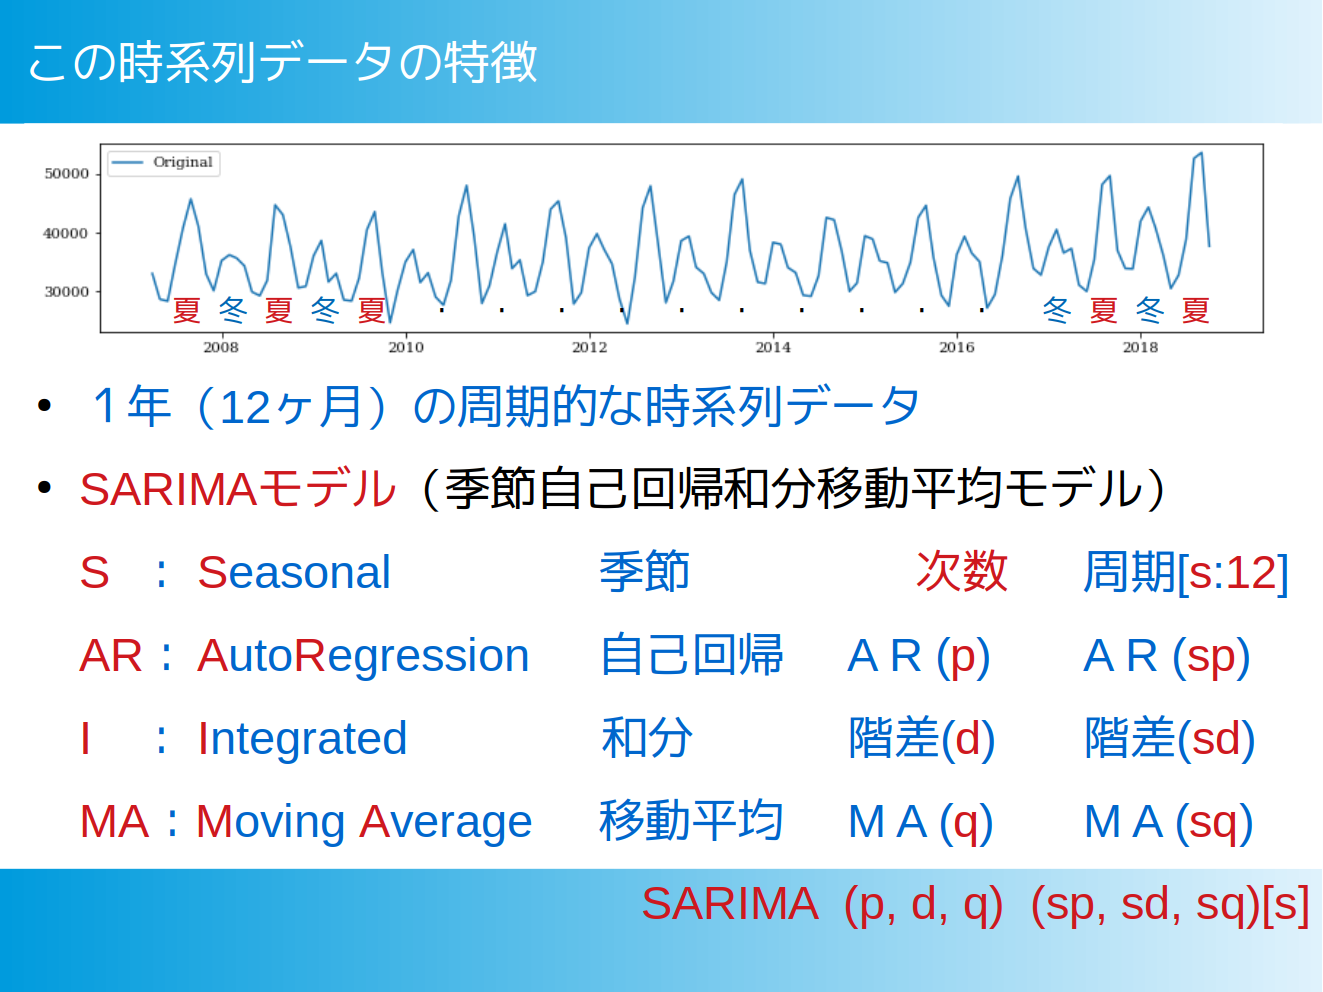 この時系列データの特徴
Original
50000
40000
30000
夏 冬 夏 冬 夏 ・ ・ ・ ・ ・ ・ ・ ・ ・ ・ 冬 夏 冬 夏
2008 2010 2012 2014 2016 2018
• １年（12ヶ月）の周期的な時系列データ
• SARIMAモデル（季節自己回帰和分移動平均モデル）
S : Seasonal 季節 次数 周期[s:12]
AR : AutoRegression 自己回帰 A R (p) A R (sp)
I : Integrated 和分 階差(d) 階差(sd)
MA : Moving Average 移動平均 M A (q) M A (sq)
SARIMA (p, d, q) (sp, sd, sq)[s]